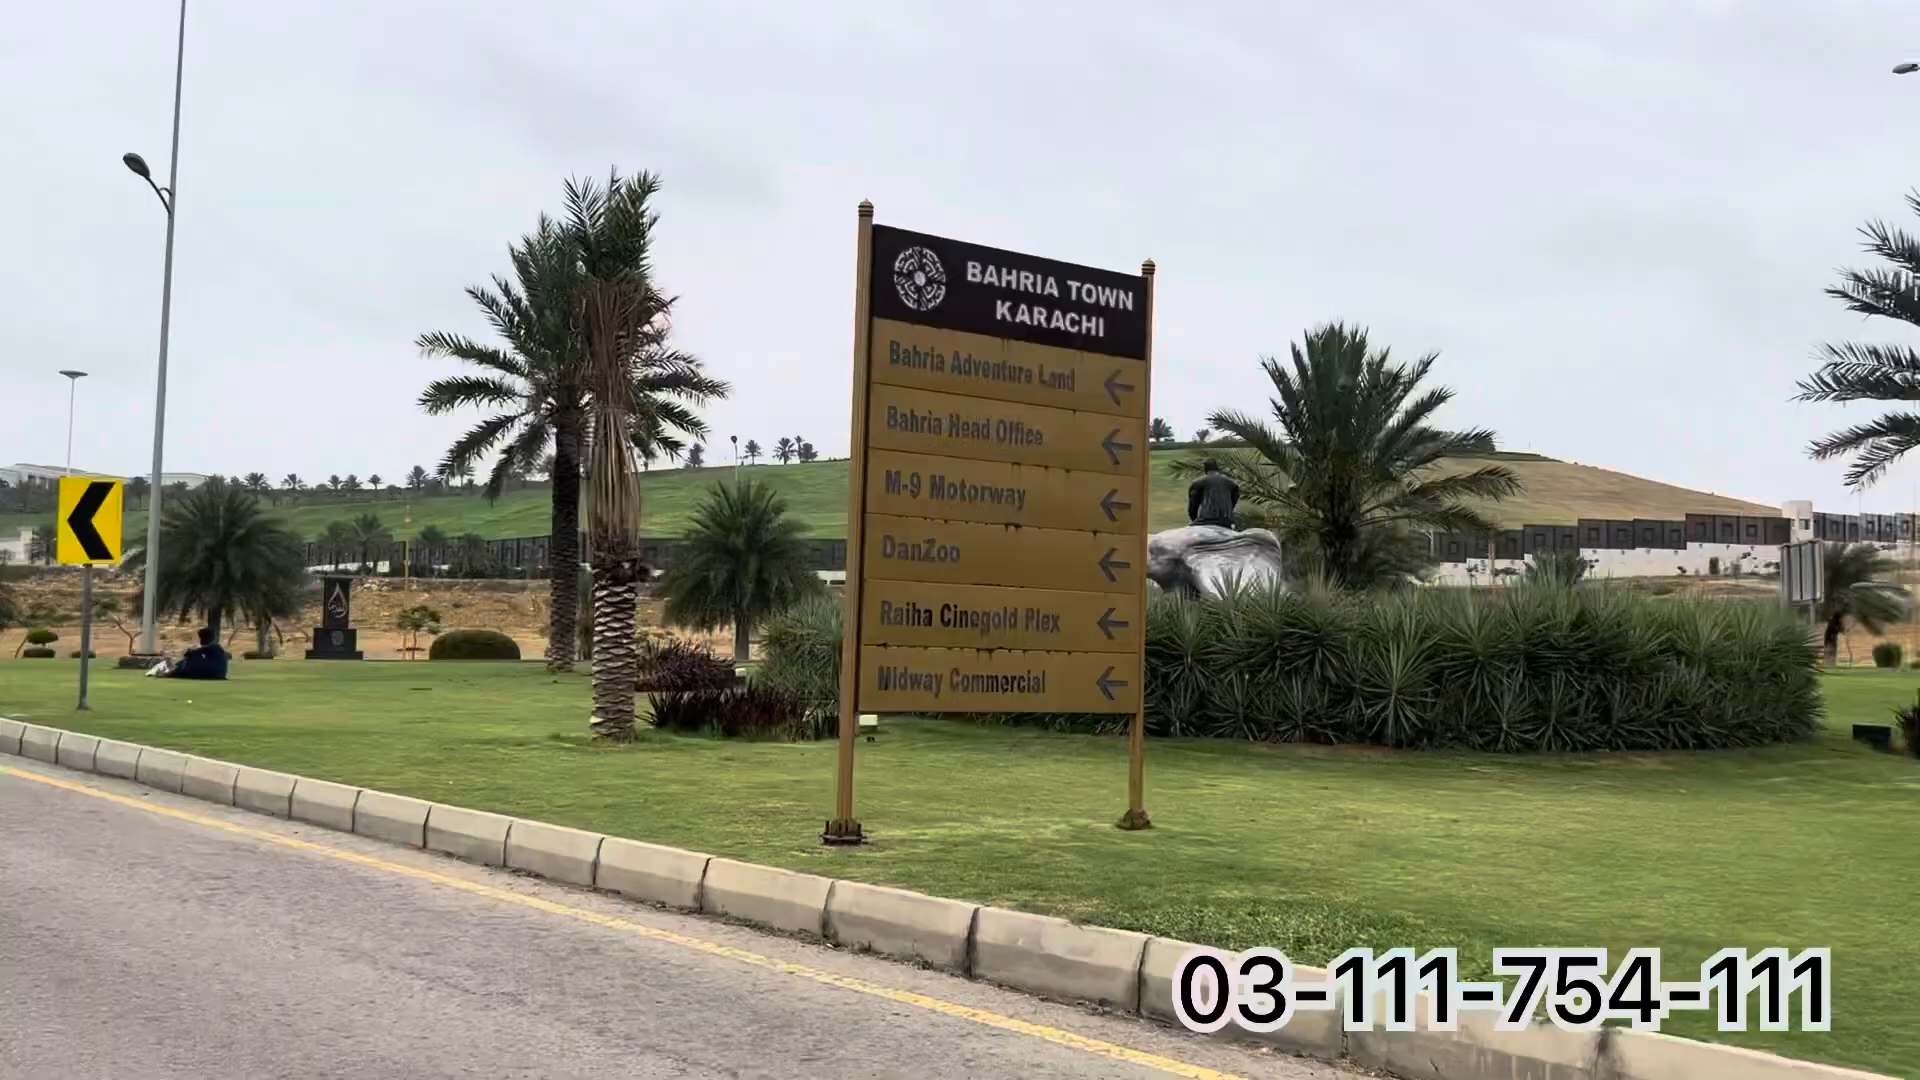 BAHRIA TOWN
KARACHI
Bahria Adventure Land
Bahria Head Office
M-9 Motorway
DanZoo
Raiha Cinegold Plex
Midway Commercial
03-111-754-111